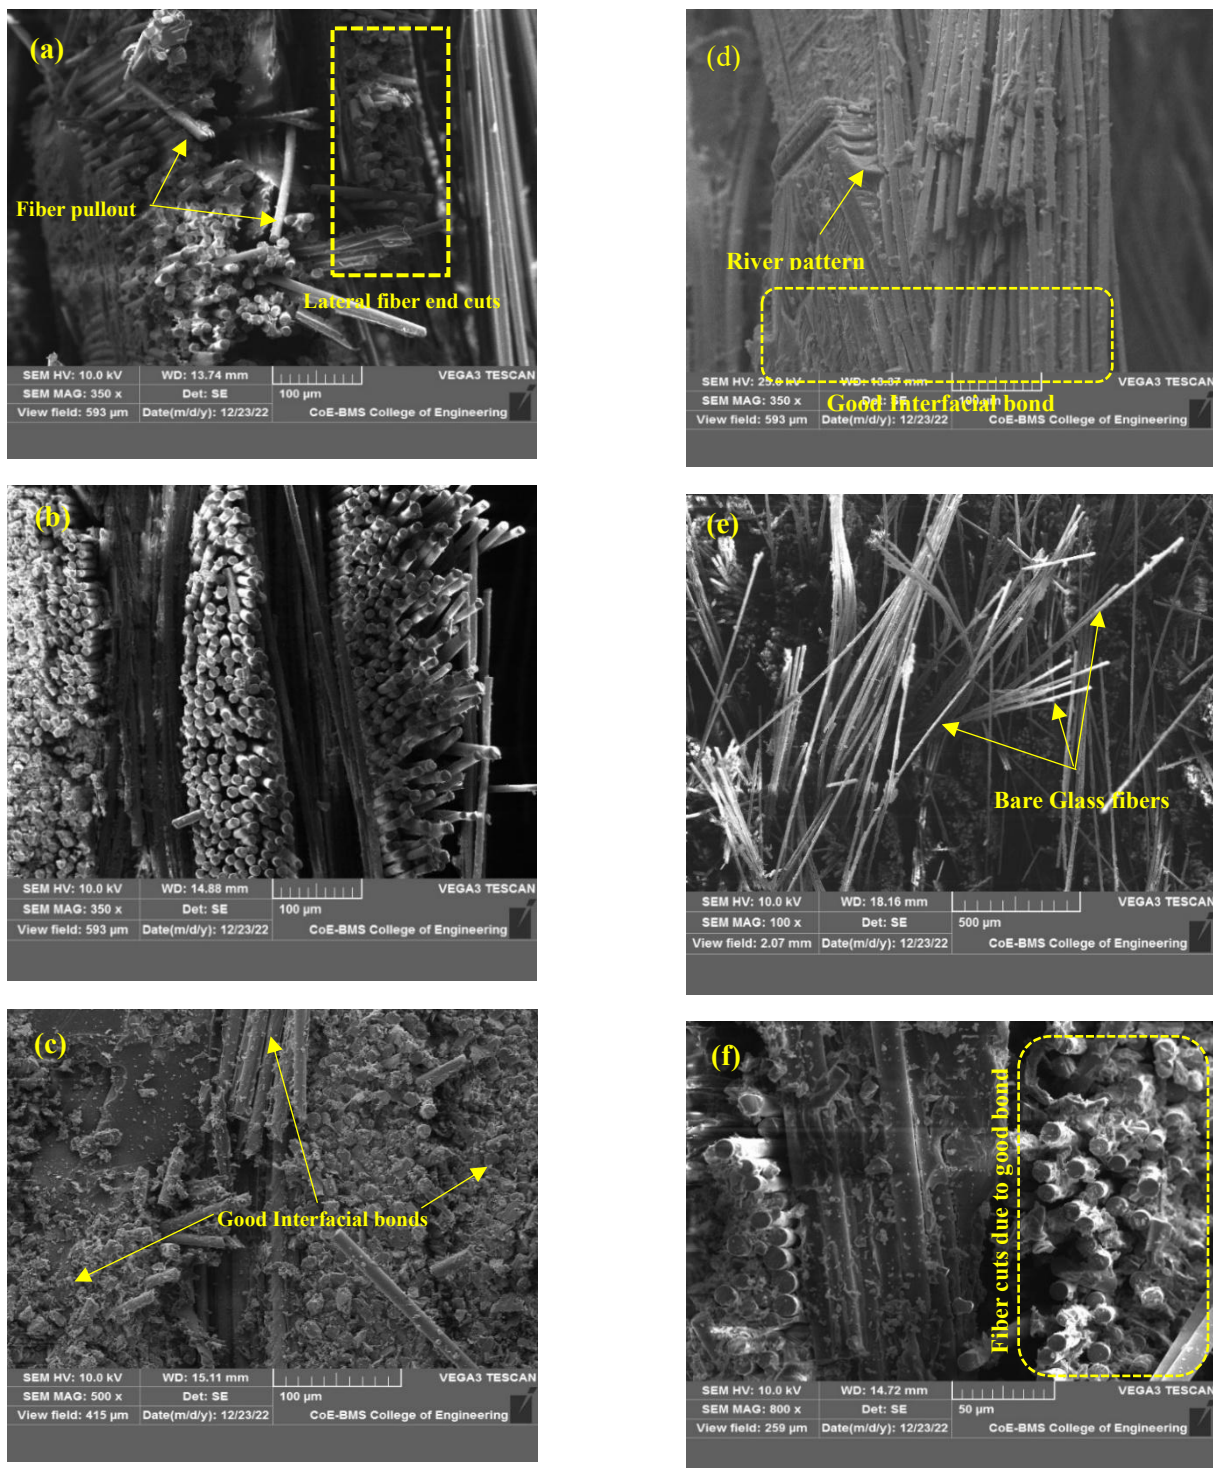 (a)
Fiber pullout
Lateral fiber end cuts
SEM HV: 10.0 kV WD: 13.74 mm VEGA3 TESCAN
SEM MAG: 350 x Det: SE 100 µm
View field: 593 µm Date(m/d/y): 12/23/22 CoE-BMS College of Engineering
(b)
SEM HV: 10.0 kV WD: 14.88 mm VEGA3 TESCAN
SEM MAG: 350 x Det: SE 100 µm
View field: 593 µm Date(m/d/y): 12/23/22 CoE-BMS College of Engineering
(c)
Good Interfacial bonds
SEM HV: 10.0 kV WD: 15.11 mm VEGA3 TESCAN
SEM MAG: 500 x Det: SE 100 µm
View field: 415 µm Date(m/d/y): 12/23/22 CoE-BMS College of Engineering
(d)
River pattern
SEM HV: kV WD: mm VEGA3 TESCAN
SEM MAG: 350 x Det: SE 100 µm
Good Interfacial bond
View field: 593 µm Date(m/d/y): 12/23/22 CoE-BMS College of Engineering
(e)
Bare Glass fibers
SEM HV: 10.0 kV WD: 18.16 mm VEGA3 TESCAN
SEM MAG: 100 x Det: SE 500 µm
View field: 2.07 mm Date(m/d/y): 12/23/22 CoE-BMS College of Engineering
(f)
Fiber cuts due to good bond
SEM HV: 10.0 kV WD: 14.72 mm VEGA3 TESCAN
SEM MAG: 800 x Det: SE 50 µm
View field: 259 µm Date(m/d/y): 12/23/22 CoE-BMS College of Engineering